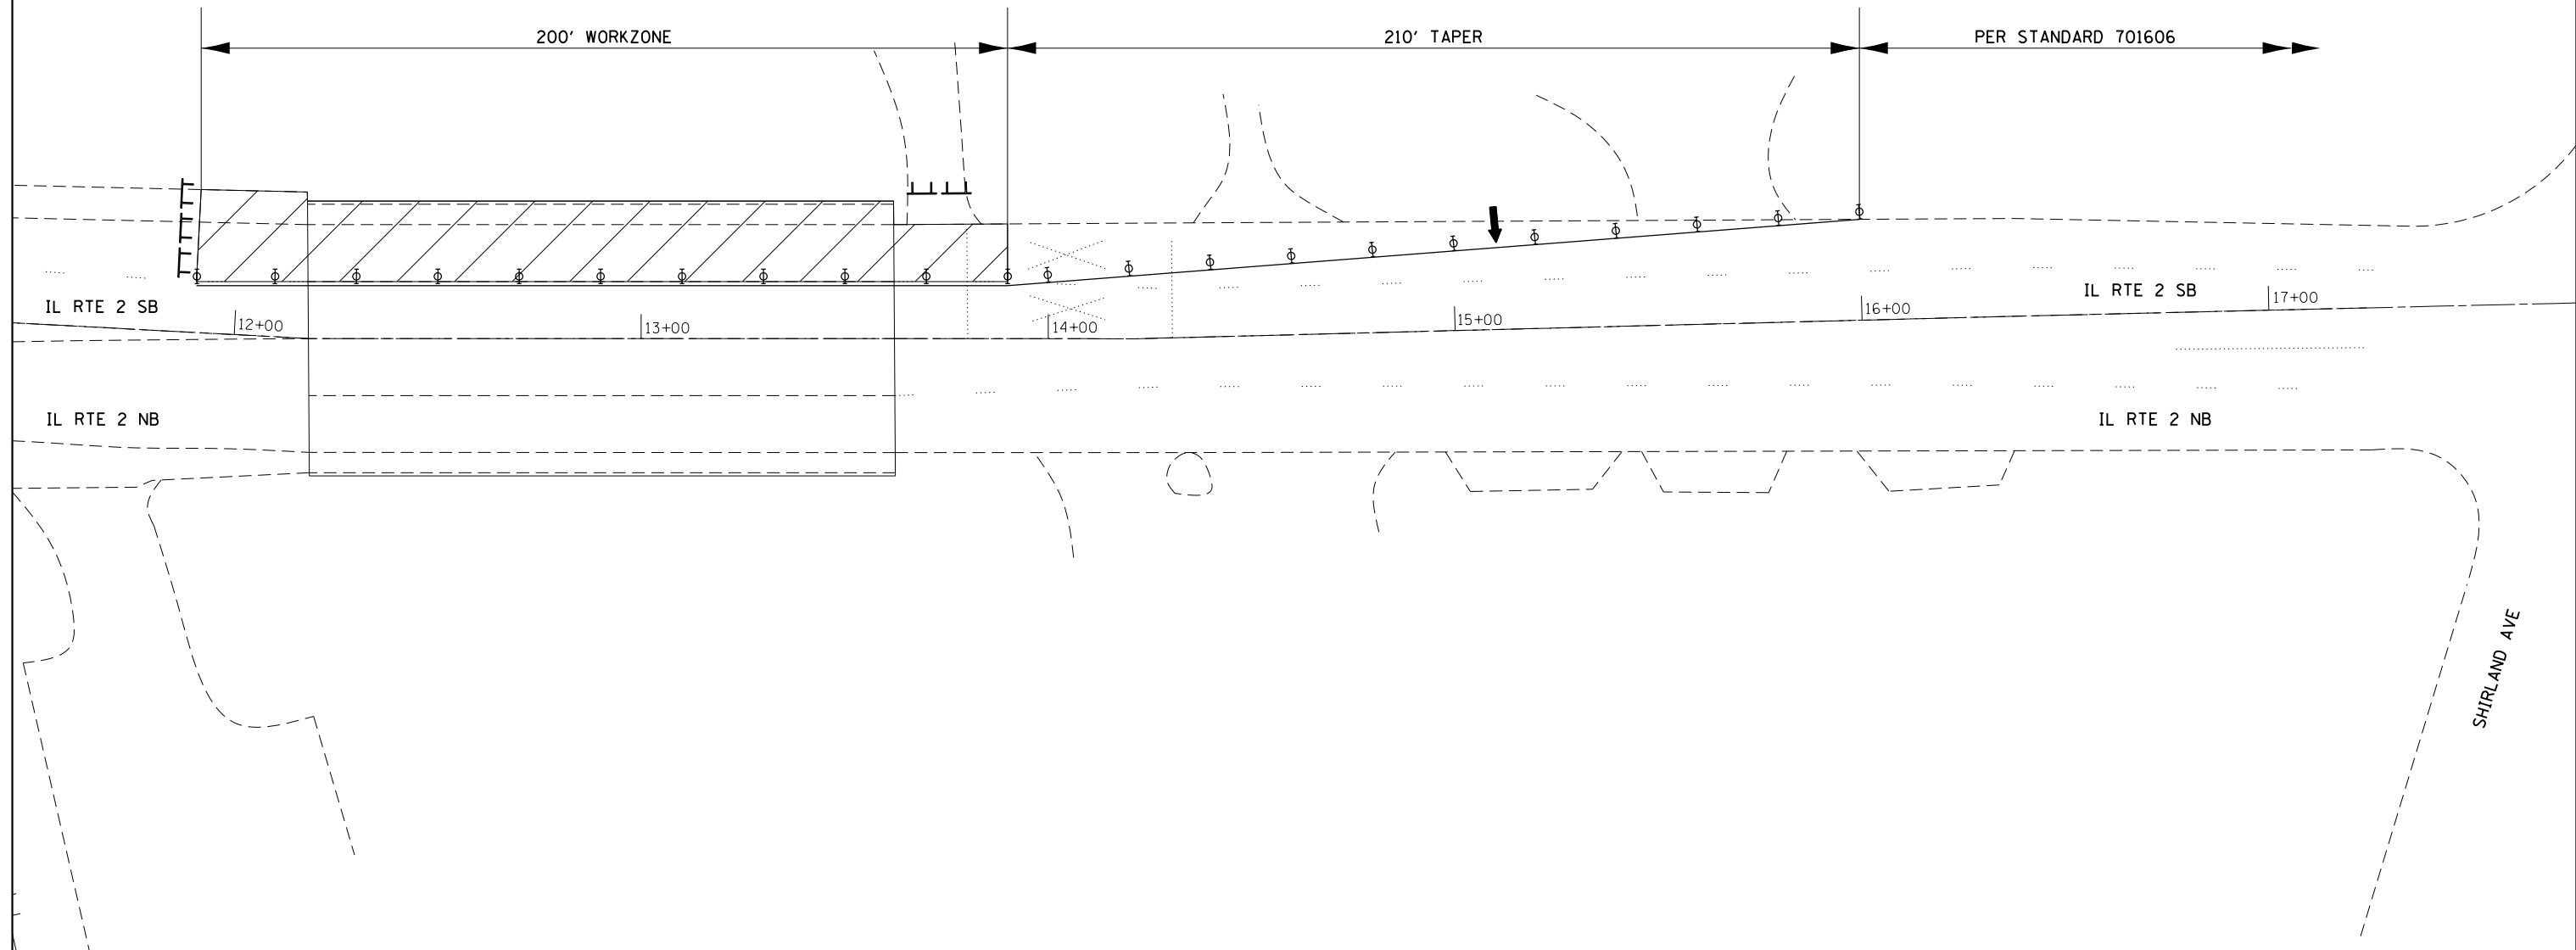 200' WORKZONE
210' TAPER
PER STANDARD 701606
IL RTE 2 SB
12+00
13+00
14+00
15+00
16+00
IL RTE 2 SB
17+00
IL RTE 2 NB
IL RTE 2 NB
SHIRLAND AVE